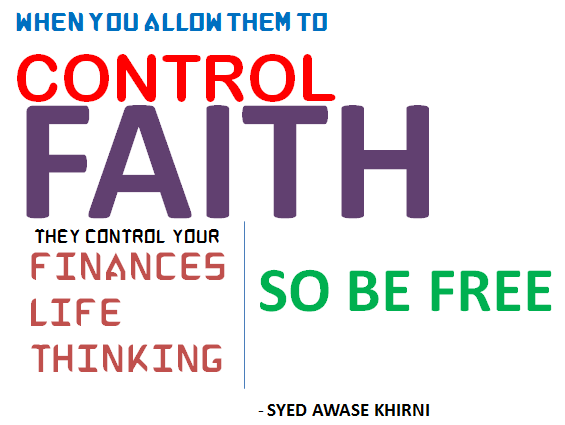 WHEN YOU ALLOW THEM TO
CONTROL
FAITH
THEY CONTROL YOUR
FINANCES
LIFE
THINKING
SO BE FREE
- SYED AWASE KHIRNI